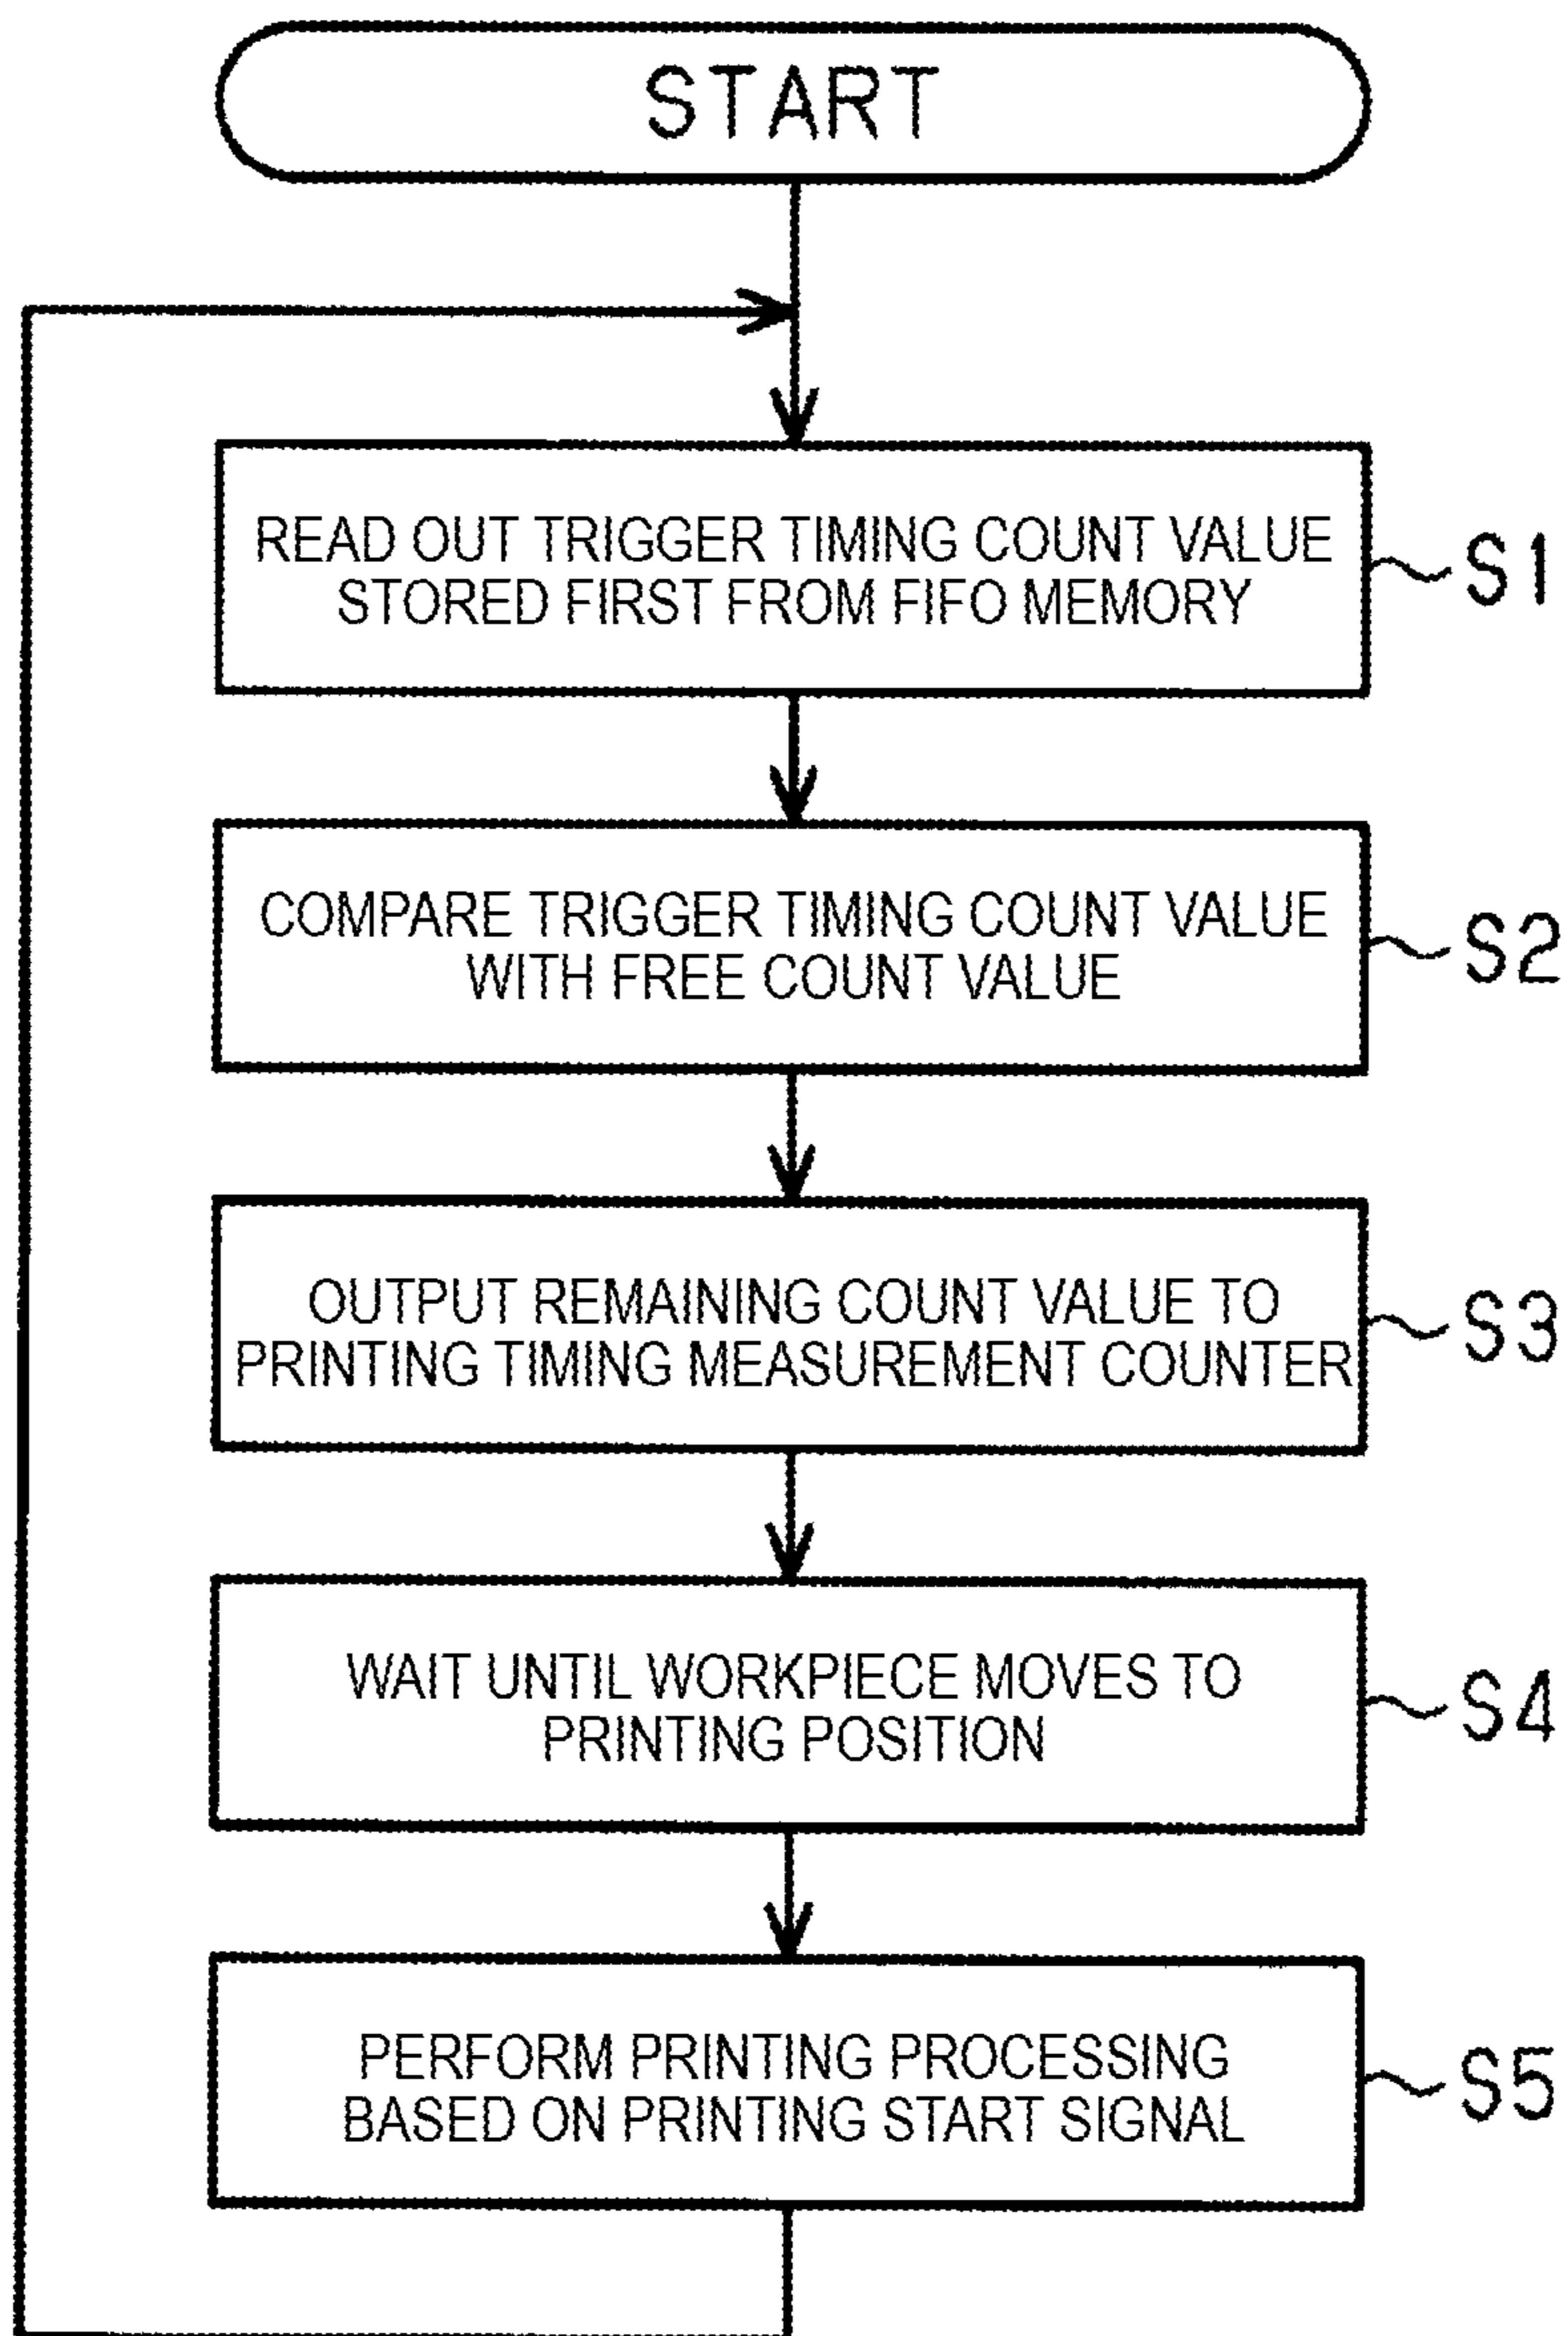 START
READ OUT TRIGGER TIMING COUNT VALUE
STORED FIRST FROM FIFO MEMORY
S1
COMPARE TRIGGER TIMING COUNT VALUE
WITH FREE COUNT VALUE
S2
OUTPUT REMAINING COUNT VALUE TO
PRINTING TIMING MEASUREMENT COUNTER
S3
WAIT UNTIL WORKPIECE MOVES TO
PRINTING POSITION
S4
PERFORM PRINTING PROCESSING
BASED ON PRINTING START SIGNAL
S5